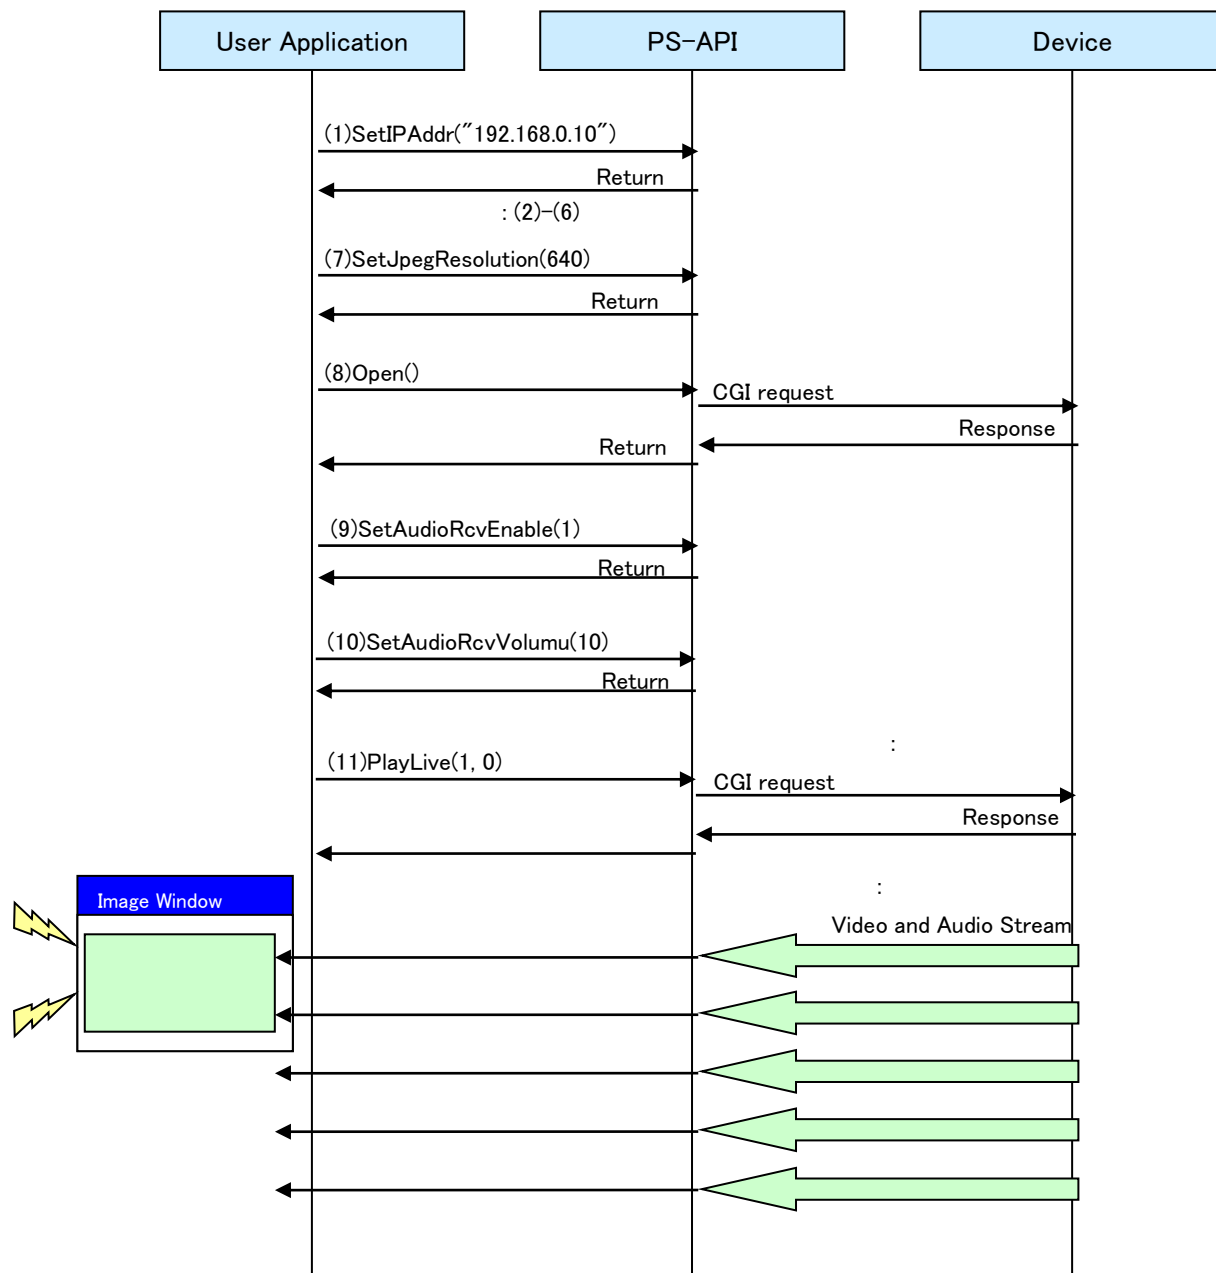 User Application
PS-API
Device
(1)SetIPAddr("192.168.0.10")
Return
: (2)-(6)
(7)SetJpegResolution(640)
Return
(8)Open()
CGI request
Response
Return
(9)SetAudioRcvEnable(1)
Return
(10)SetAudioRcvVolumu(10)
Return
:
(11)PlayLive(1, 0)
CGI request
Response
:
Image Window
Video and Audio Stream